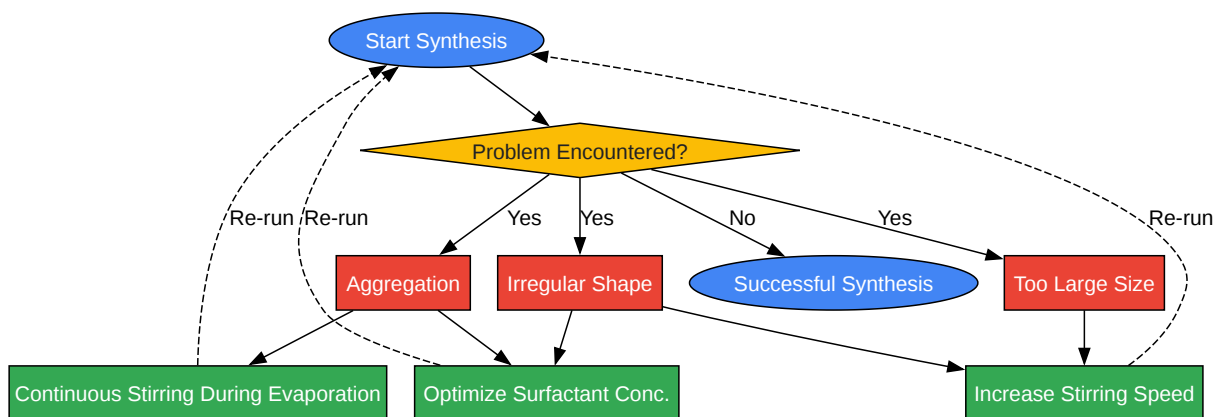 Start Synthesis
Problem Encountered?
Re-run
Re-run
Yes
Yes
No
Yes
Re-run
Aggregation
Irregular Shape
Successful Synthesis
Too Large Size
Continuous Stirring During Evaporation
Optimize Surfactant Conc.
Increase Stirring Speed